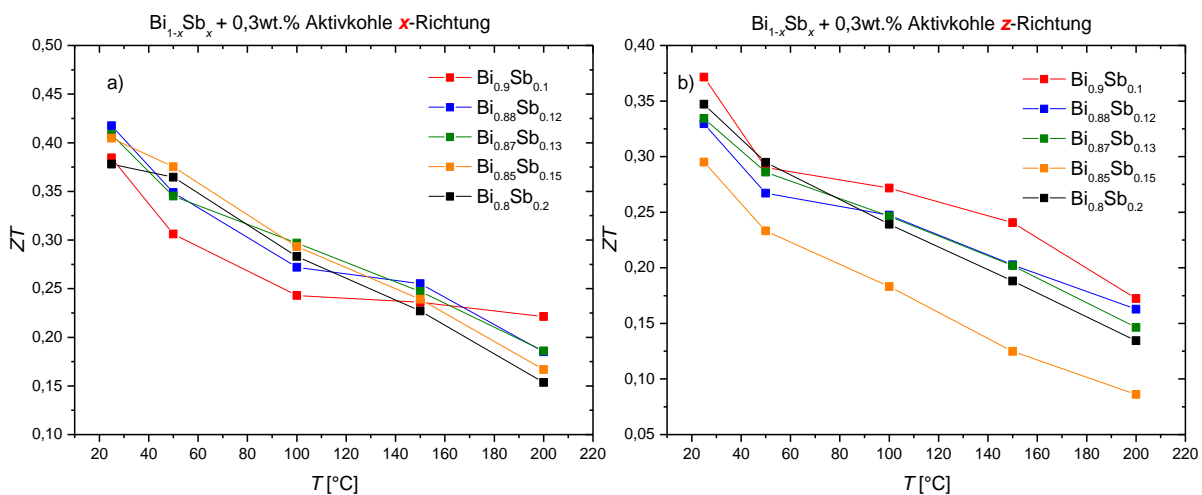 Bi1-xSbx + 0,3wt.% Aktivkohle x-Richtung
0,50
0,45
0,40
0,35
0,30
0,25
0,20
0,15
0,10
ZT
a)
Bi0.9Sb0.1
Bi0.88Sb0.12
Bi0.87Sb0.13
Bi0.85Sb0.15
Bi0.8Sb0.2
20 40 60 80 100 120 140 160 180 200 220
T [°C]
Bi1-xSbx + 0,3wt.% Aktivkohle z-Richtung
0,40
0,35
0,30
0,25
0,20
0,15
0,10
0,05
ZT
b)
Bi0.9Sb0.1
Bi0.88Sb0.12
Bi0.87Sb0.13
Bi0.85Sb0.15
Bi0.8Sb0.2
20 40 60 80 100 120 140 160 180 200 220
T [°C]